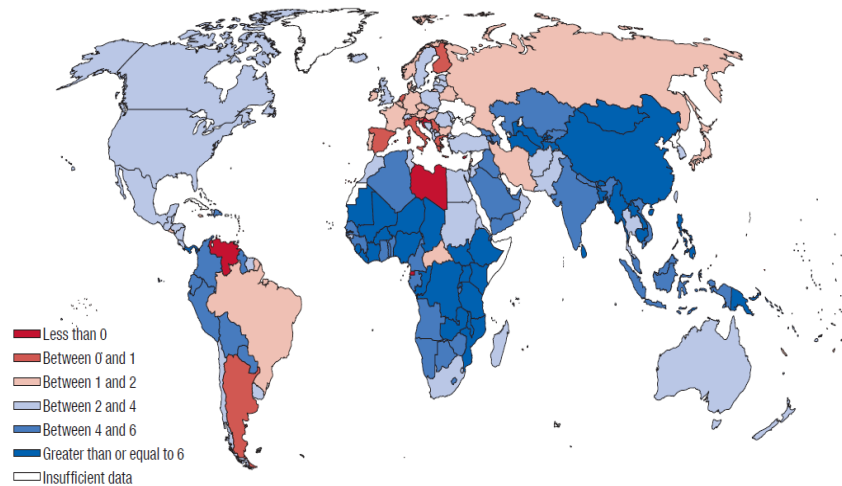 Less than 0
Between 0 and 1
Between 1 and 2
Between 2 and 4
Between 4 and 6
Greater than or equal to 6
Insufficient data